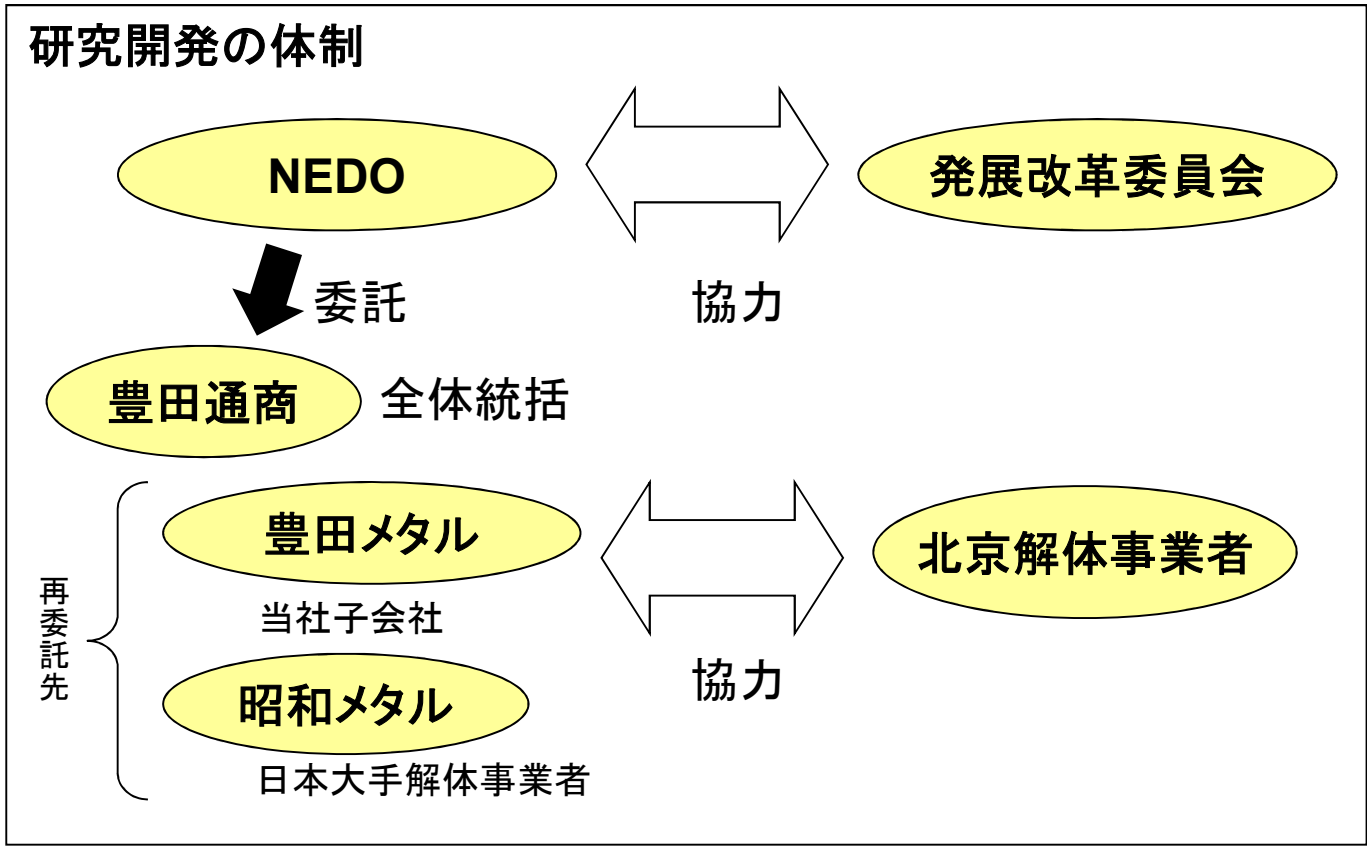 研究開発の体制
NEDO
発展改革委員会
委託
協力
豊田通商
全体統括
豊田メタル
北京解体事業者
再委託先
当社子会社
協力
昭和メタル
日本大手解体事業者